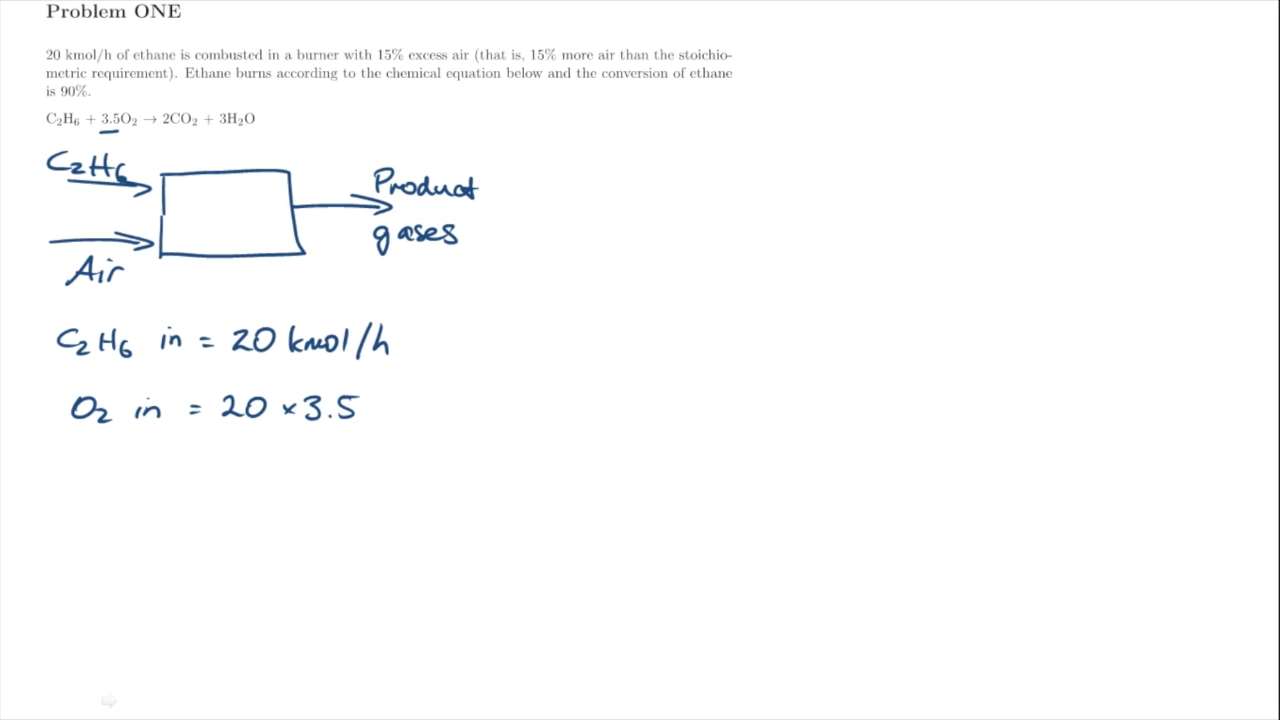 Problem ONE
20 kmol/h of ethane is combusted in a burner with 15% excess air (that is, 15% more air than the stoichio-
metric requirement). Ethane burns according to the chemical equation below and the conversion of ethane
is 90%.
C₂H₆ + 3.5O₂ → 2CO₂ + 3H₂O
C₂H₆
Product
gases
Air
C₂H₆ in = 20 kmol/h
O₂ in = 20 × 3.5